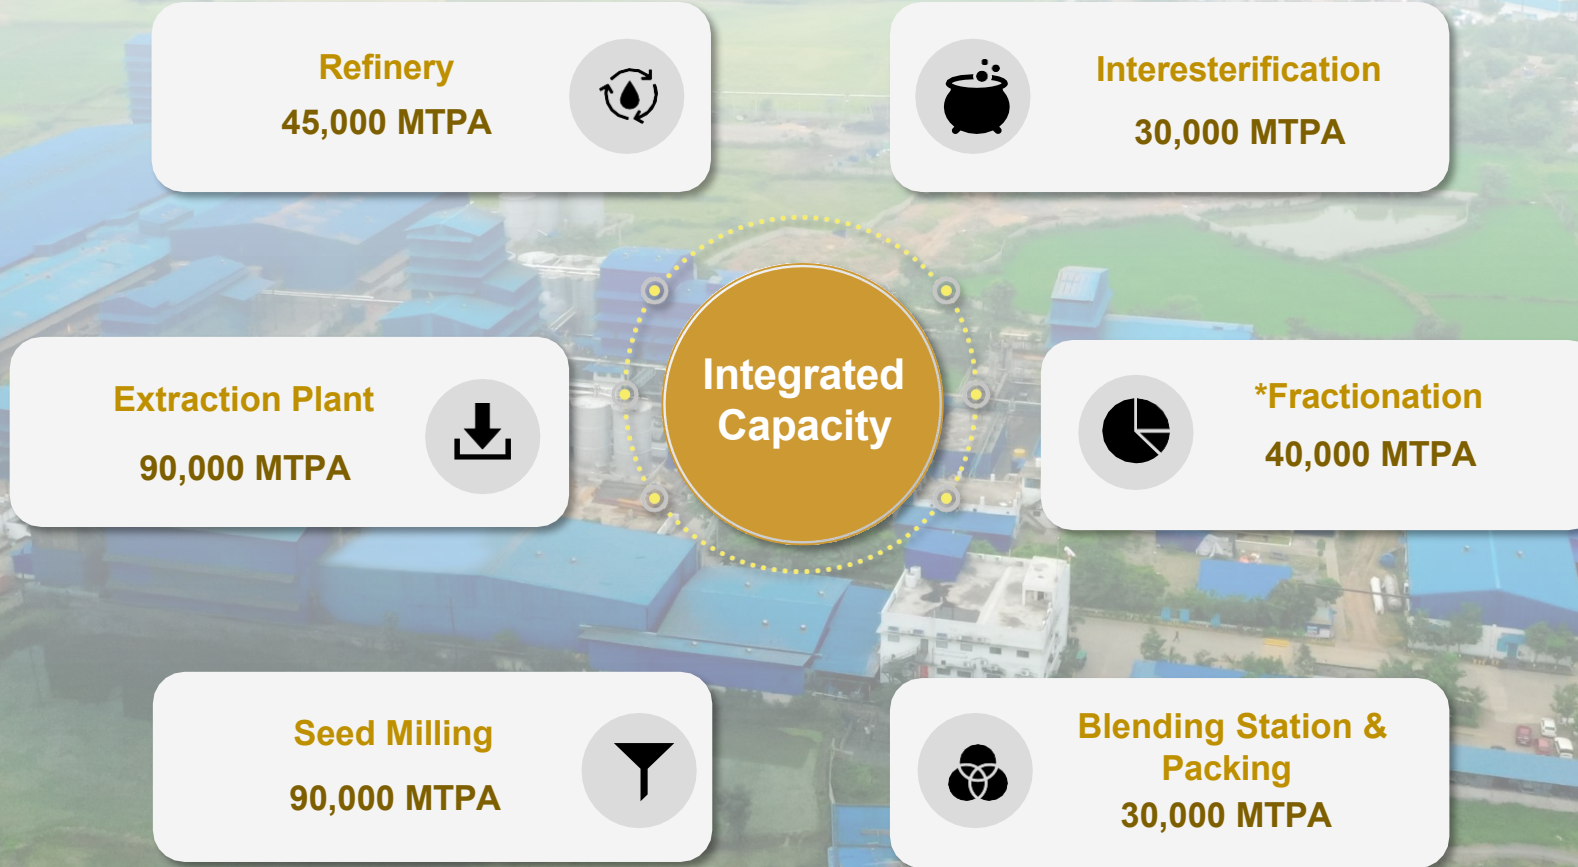 Refinery
45,000 MTPA
Interesterification
30,000 MTPA
Integrated
Capacity
Extraction Plant
90,000 MTPA
*Fractionation
40,000 MTPA
Seed Milling
90,000 MTPA
Blending Station &
Packing
30,000 MTPA